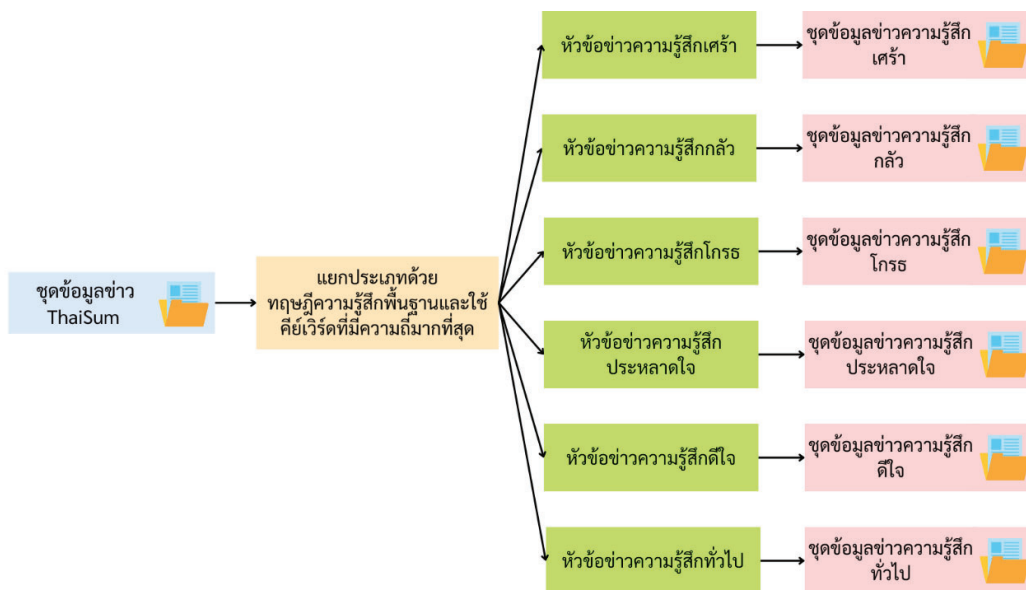 ชุดข้อมูลข่าว
ThaiSum
แยกประเภทด้วย
ทฤษฎีความรู้สึกพื้นฐานและใช้
คีย์เวิร์ดที่มีความถี่มากที่สุด
หัวข้อข่าวความรู้สึกเศร้า
ชุดข้อมูลข่าวความรู้สึก
เศร้า
หัวข้อข่าวความรู้สึกกลัว
ชุดข้อมูลข่าวความรู้สึก
กลัว
หัวข้อข่าวความรู้สึกโกรธ
ชุดข้อมูลข่าวความรู้สึก
โกรธ
หัวข้อข่าวความรู้สึก
ประหลาดใจ
ชุดข้อมูลข่าวความรู้สึก
ประหลาดใจ
หัวข้อข่าวความรู้สึกดีใจ
ชุดข้อมูลข่าวความรู้สึก
ดีใจ
หัวข้อข่าวความรู้สึกทั่วไป
ชุดข้อมูลข่าวความรู้สึก
ทั่วไป